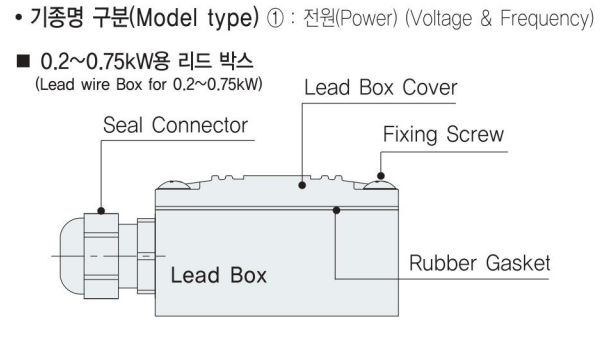 • 기종명 구분(Model type) ① : 전원(Power) (Voltage & Frequency)
■ 0.2~0.75kW용 리드 박스
(Lead wire Box for 0.2~0.75kW)
Lead Box Cover
Seal Connector
Fixing Screw
Rubber Gasket
Lead Box